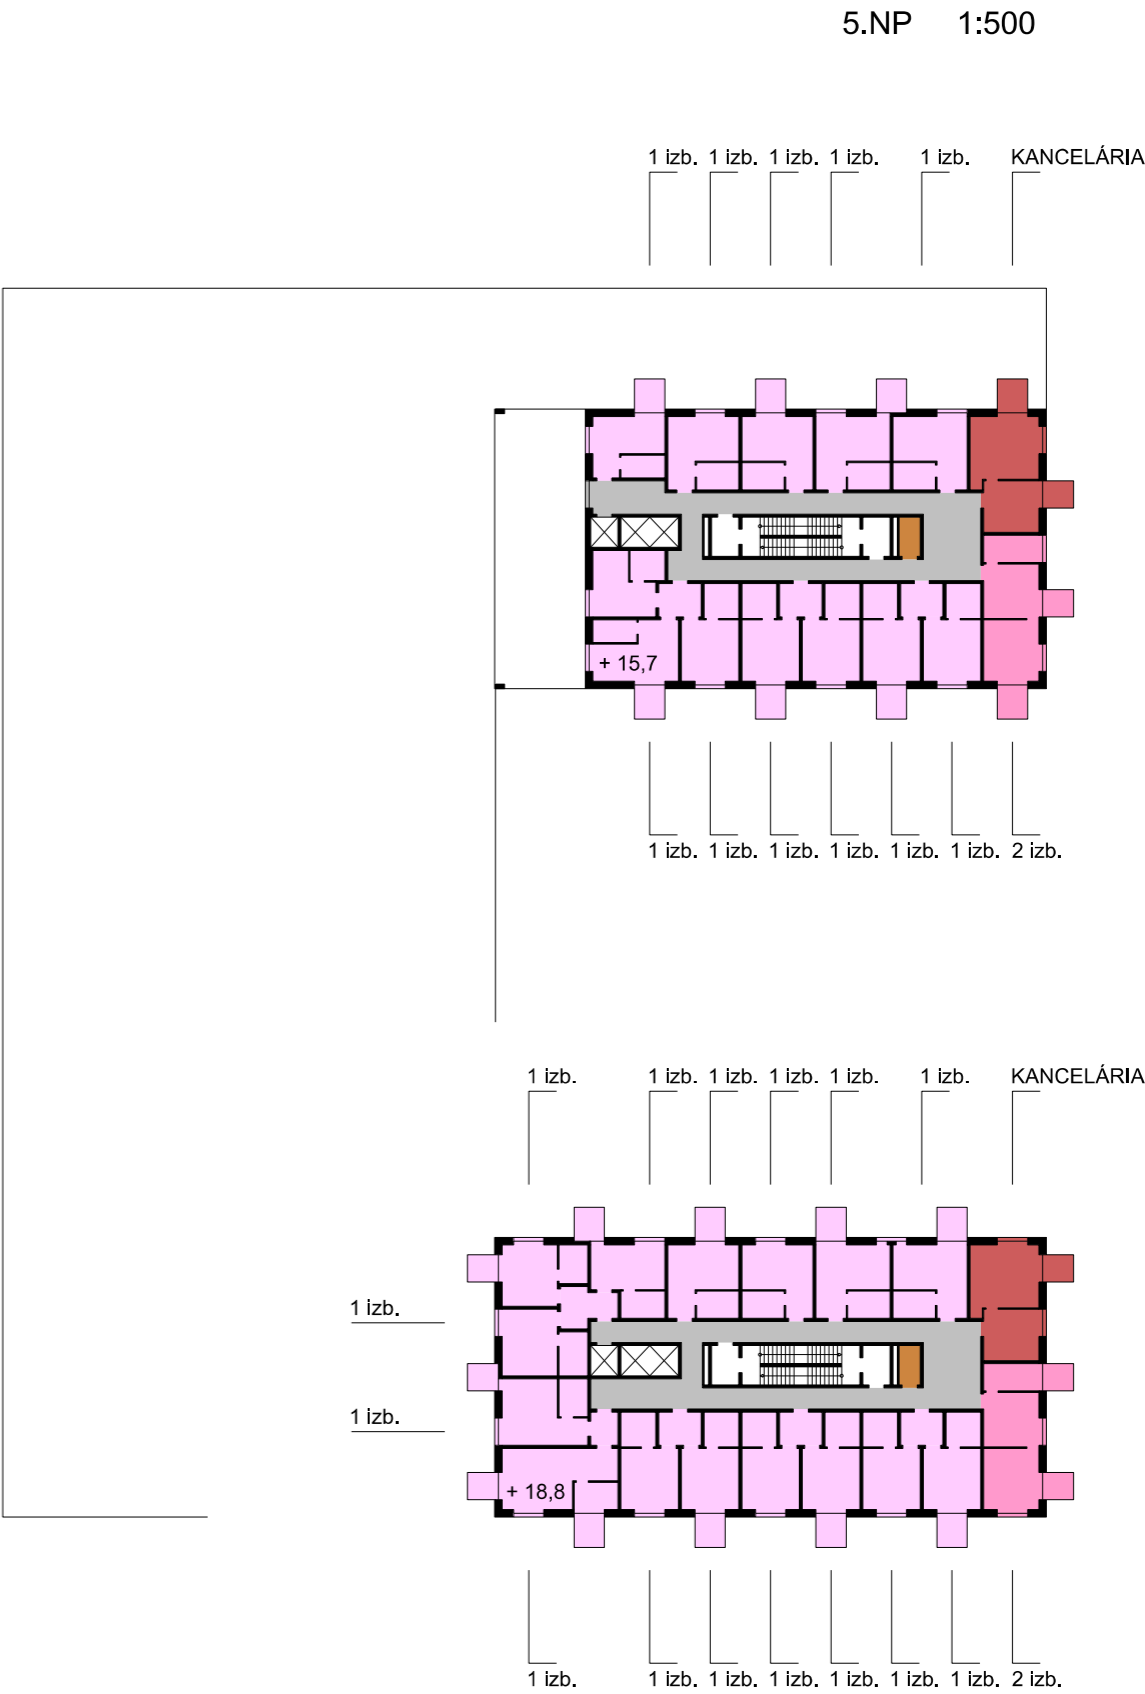 5.NP 1:500
1 izb. 1 izb. 1 izb. 1 izb. 1 izb. KANCELÁRIA
+ 15,7
1 izb. 1 izb. 1 izb. 1 izb. 1 izb. 1 izb. 2 izb.
1 izb. 1 izb. 1 izb. 1 izb. 1 izb. 1 izb. KANCELÁRIA
1 izb.
1 izb.
+ 18,8
1 izb. 1 izb. 1 izb. 1 izb. 1 izb. 1 izb. 1 izb. 2 izb.